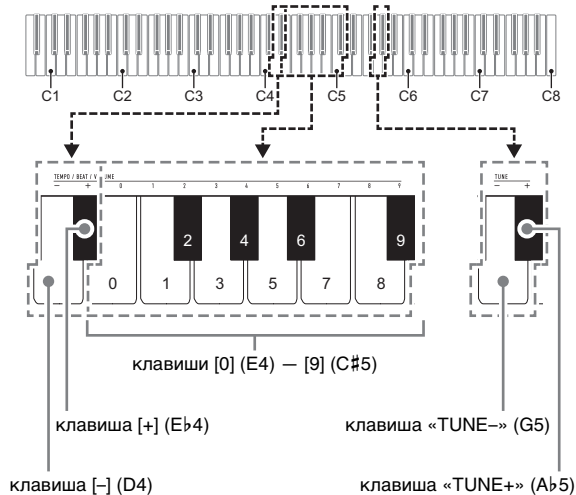 C1 C2 C3 C4 C5 C6 C7 C8
TEMPO / BEAT / V UME TUNE
− + 0 1 2 3 4 5 6 7 8 9 − +
2 4 6 9
0 1 3 5 7 8
клавиши [0] (E4) — [9] (C♯5)
клавиша [+] (E♭4) клавиша «TUNE–» (G5)
клавиша [–] (D4) клавиша «TUNE+» (A♭5)